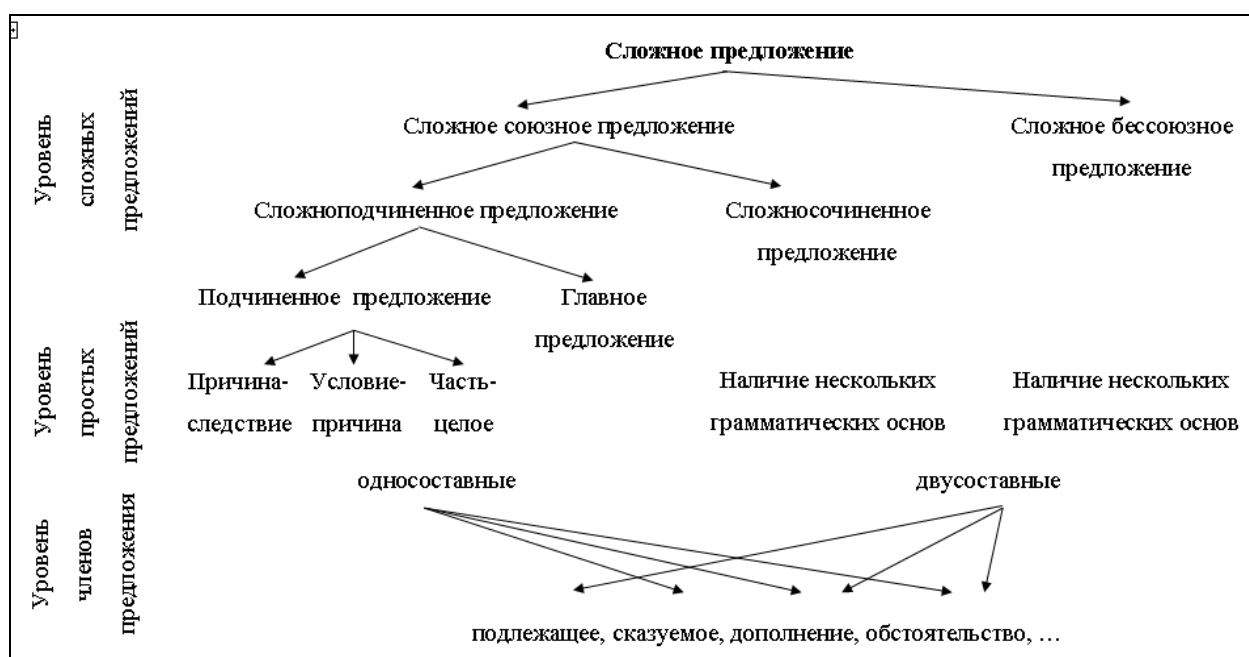 Сложное предложение
Уровень
сложных
предложений
Сложное союзное предложение
Сложное бессоюзное
предложение
Сложноподчиненное предложение
Сложносочиненное
предложение
Подчиненное предложение
Главное
предложение
Уровень
простых
предложений
Причина-
следствие
Условие-
причина
Часть-
целое
Наличие нескольких
грамматических основ
Наличие нескольких
грамматических основ
односоставные
двусоставные
Уровень
членов
предложения
подлежащее, сказуемое, дополнение, обстоятельство, …